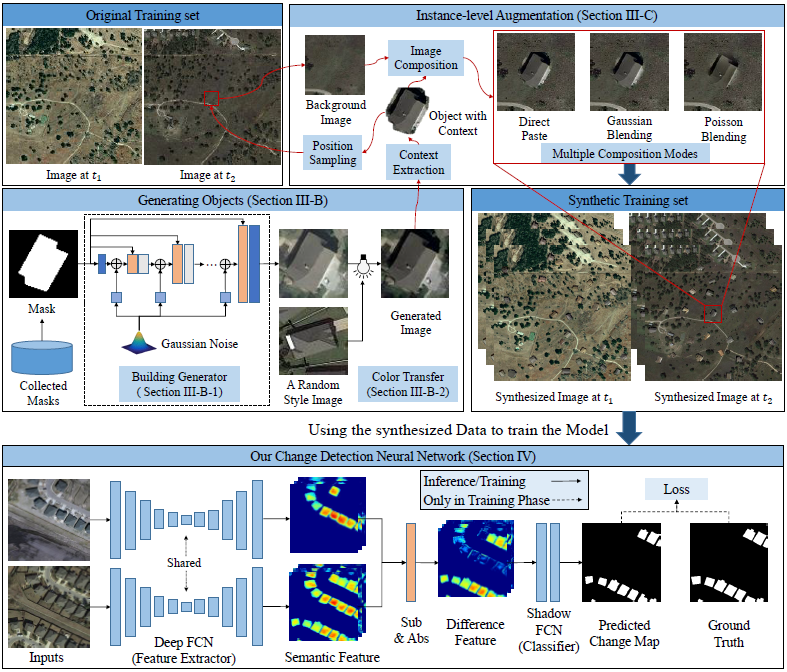 Original Training set
Image at t1
Image at t2
Instance-level Augmentation (Section III-C)
Background
Image
Image
Composition
Object with
Context
Position
Sampling
Context
Extraction
Direct
Paste
Gaussian
Blending
Poisson
Blending
Multiple Composition Modes
Generating Objects (Section III-B)
Mask
Collected
Masks
Gaussian Noise
Building Generator
( Section III-B-1)
A Random
Style Image
Generated
Image
Color Transfer
(Section III-B-2)
Synthetic Training set
Synthesized Image at t1
Synthesized Image at t2
Using the synthesized Data to train the Model
Our Change Detection Neural Network (Section IV)
Inference/Training
Only in Training Phase
Loss
Shared
Inputs
Deep FCN
(Feature Extractor)
Semantic Feature
Sub
& Abs
Difference
Feature
Shadow
FCN
(Classifier)
Predicted
Change Map
Ground
Truth